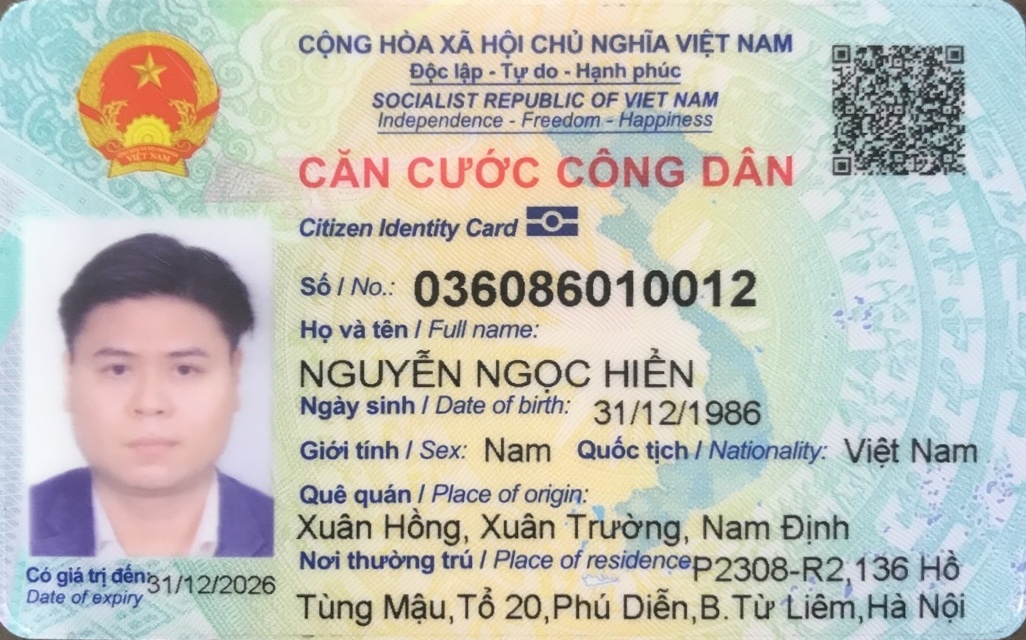 CỘNG HÒA XÃ HỘI CHỦ NGHĨA VIỆT NAM
Độc lập - Tự do - Hạnh phúc
SOCIALIST REPUBLIC OF VIET NAM
Independence - Freedom - Happiness
CĂN CƯỚC CÔNG DÂN
Citizen Identity Card
VIỆT NAM
Số / No.: 036086010012
Họ và tên / Full name:
NGUYỄN NGỌC HIỂN
Ngày sinh / Date of birth: 31/12/1986
Giới tính / Sex: Nam Quốc tịch / Nationality: Việt Nam
Quê quán / Place of origin:
Xuân Hồng, Xuân Trường, Nam Định
Nơi thường trú / Place of residence P2308-R2,136 Hồ
Tùng Mậu,Tổ 20,Phú Diễn,B.Từ Liêm,Hà Nội
Có giá trị đến: 31/12/2026
Date of expiry